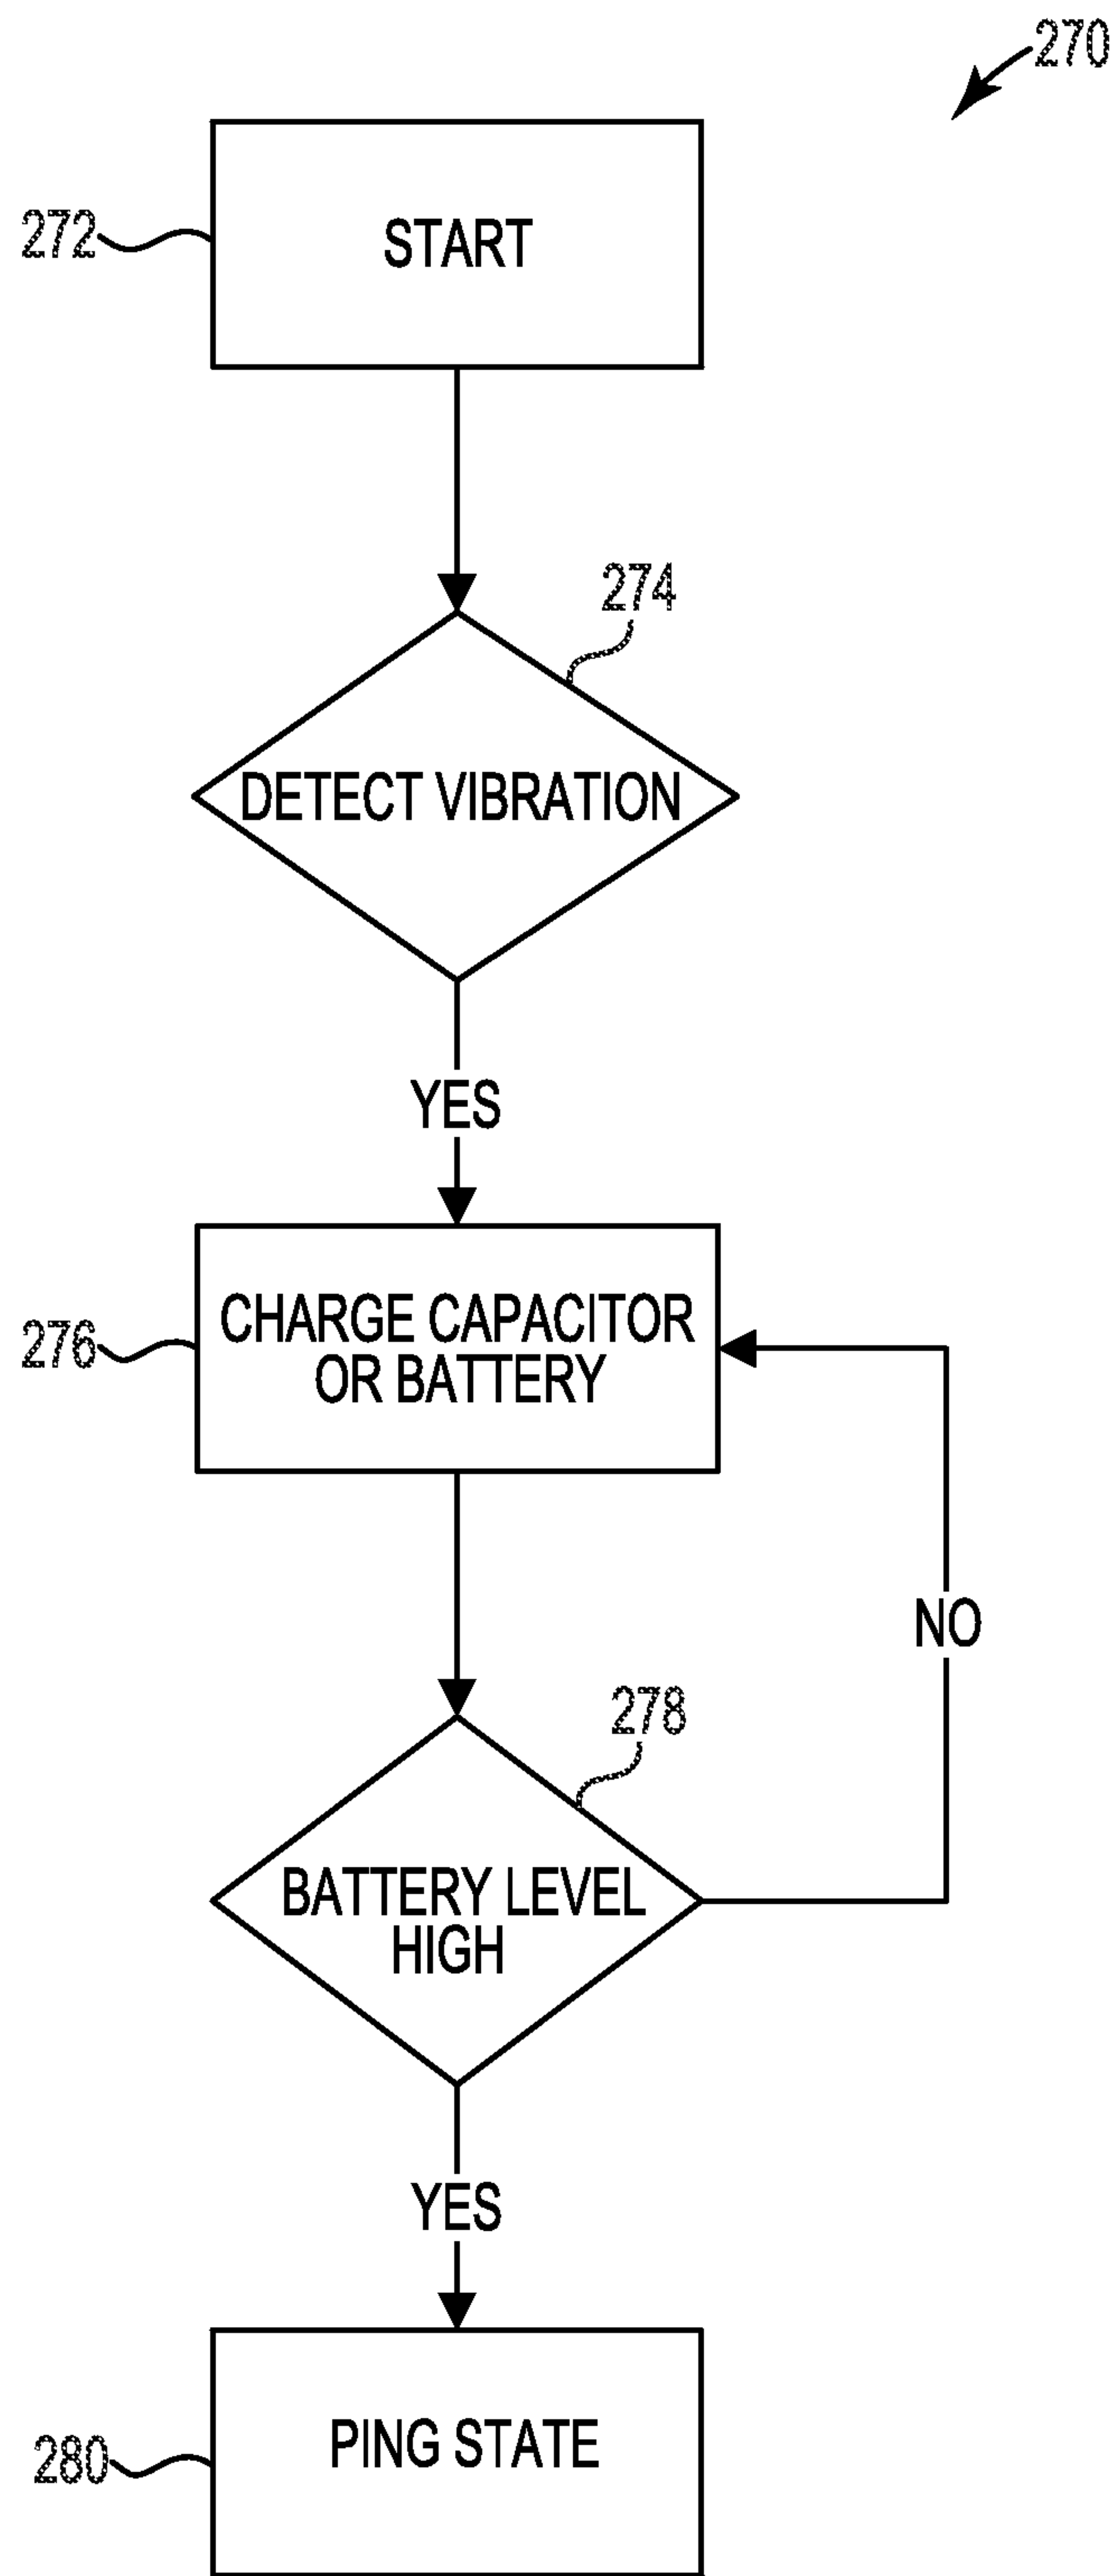 270
272
START
274
DETECT VIBRATION
YES
276
CHARGE CAPACITOR
OR BATTERY
NO
278
BATTERY LEVEL
HIGH
YES
280
PING STATE